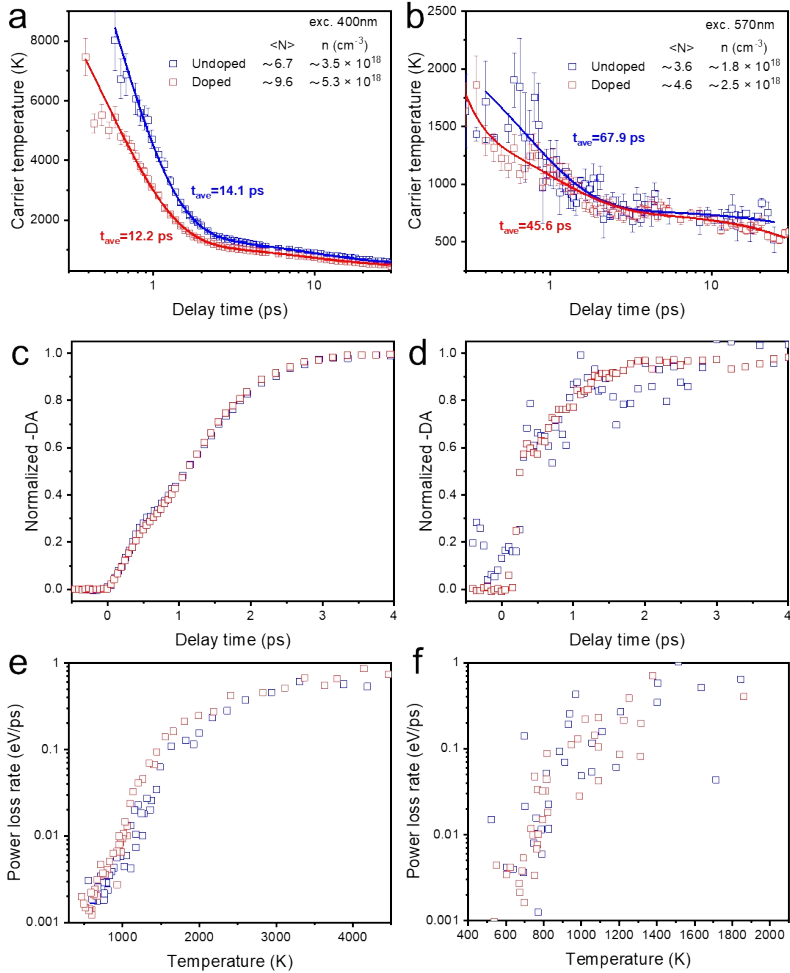 a
exc. 400nm
<N> n (cm⁻³)
Undoped ~6.7 ~3.5 × 10¹⁸
Doped ~9.6 ~5.3 × 10¹⁸
t_ave=14.1 ps
t_ave=12.2 ps
8000
6000
4000
2000
Carrier temperature (K)
1 10
Delay time (ps)
b
exc. 570nm
<N> n (cm⁻³)
Undoped ~3.6 ~1.8 × 10¹⁸
Doped ~4.6 ~2.5 × 10¹⁸
t_ave=67.9 ps
t_ave=45.6 ps
2500
2000
1500
1000
500
Carrier temperature (K)
1 10
Delay time (ps)
c
1.0
0.8
0.6
0.4
0.2
0.0
Normalized -DA
0 1 2 3 4
Delay time (ps)
d
1.0
0.8
0.6
0.4
0.2
0.0
Normalized -DA
0 1 2 3 4
Delay time (ps)
e
1
0.1
0.01
0.001
Power loss rate (eV/ps)
1000 2000 3000 4000
Temperature (K)
f
1
0.1
0.01
0.001
Power loss rate (eV/ps)
400 600 800 1000 1200 1400 1600 1800 2000
Temperature (K)